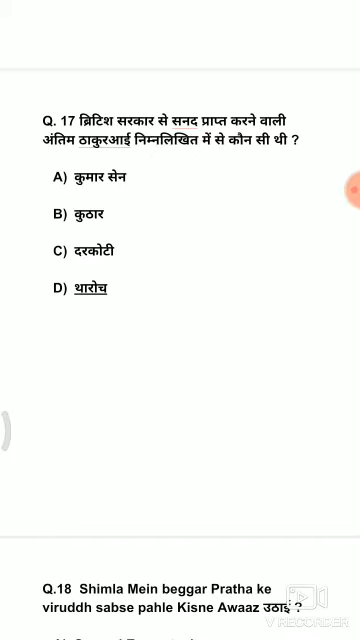 Q. 17 ब्रिटिश सरकार से सनद प्राप्त करने वाली
अंतिम ठाकुरआई निम्नलिखित में से कौन सी थी ?
A) कुमार सेन
B) कुठार
C) दरकोटी
D) थारोच
Q.18 Shimla Mein beggar Pratha ke
viruddh sabse pahle Kisne Awaaz उठाई ?
V RECORDER